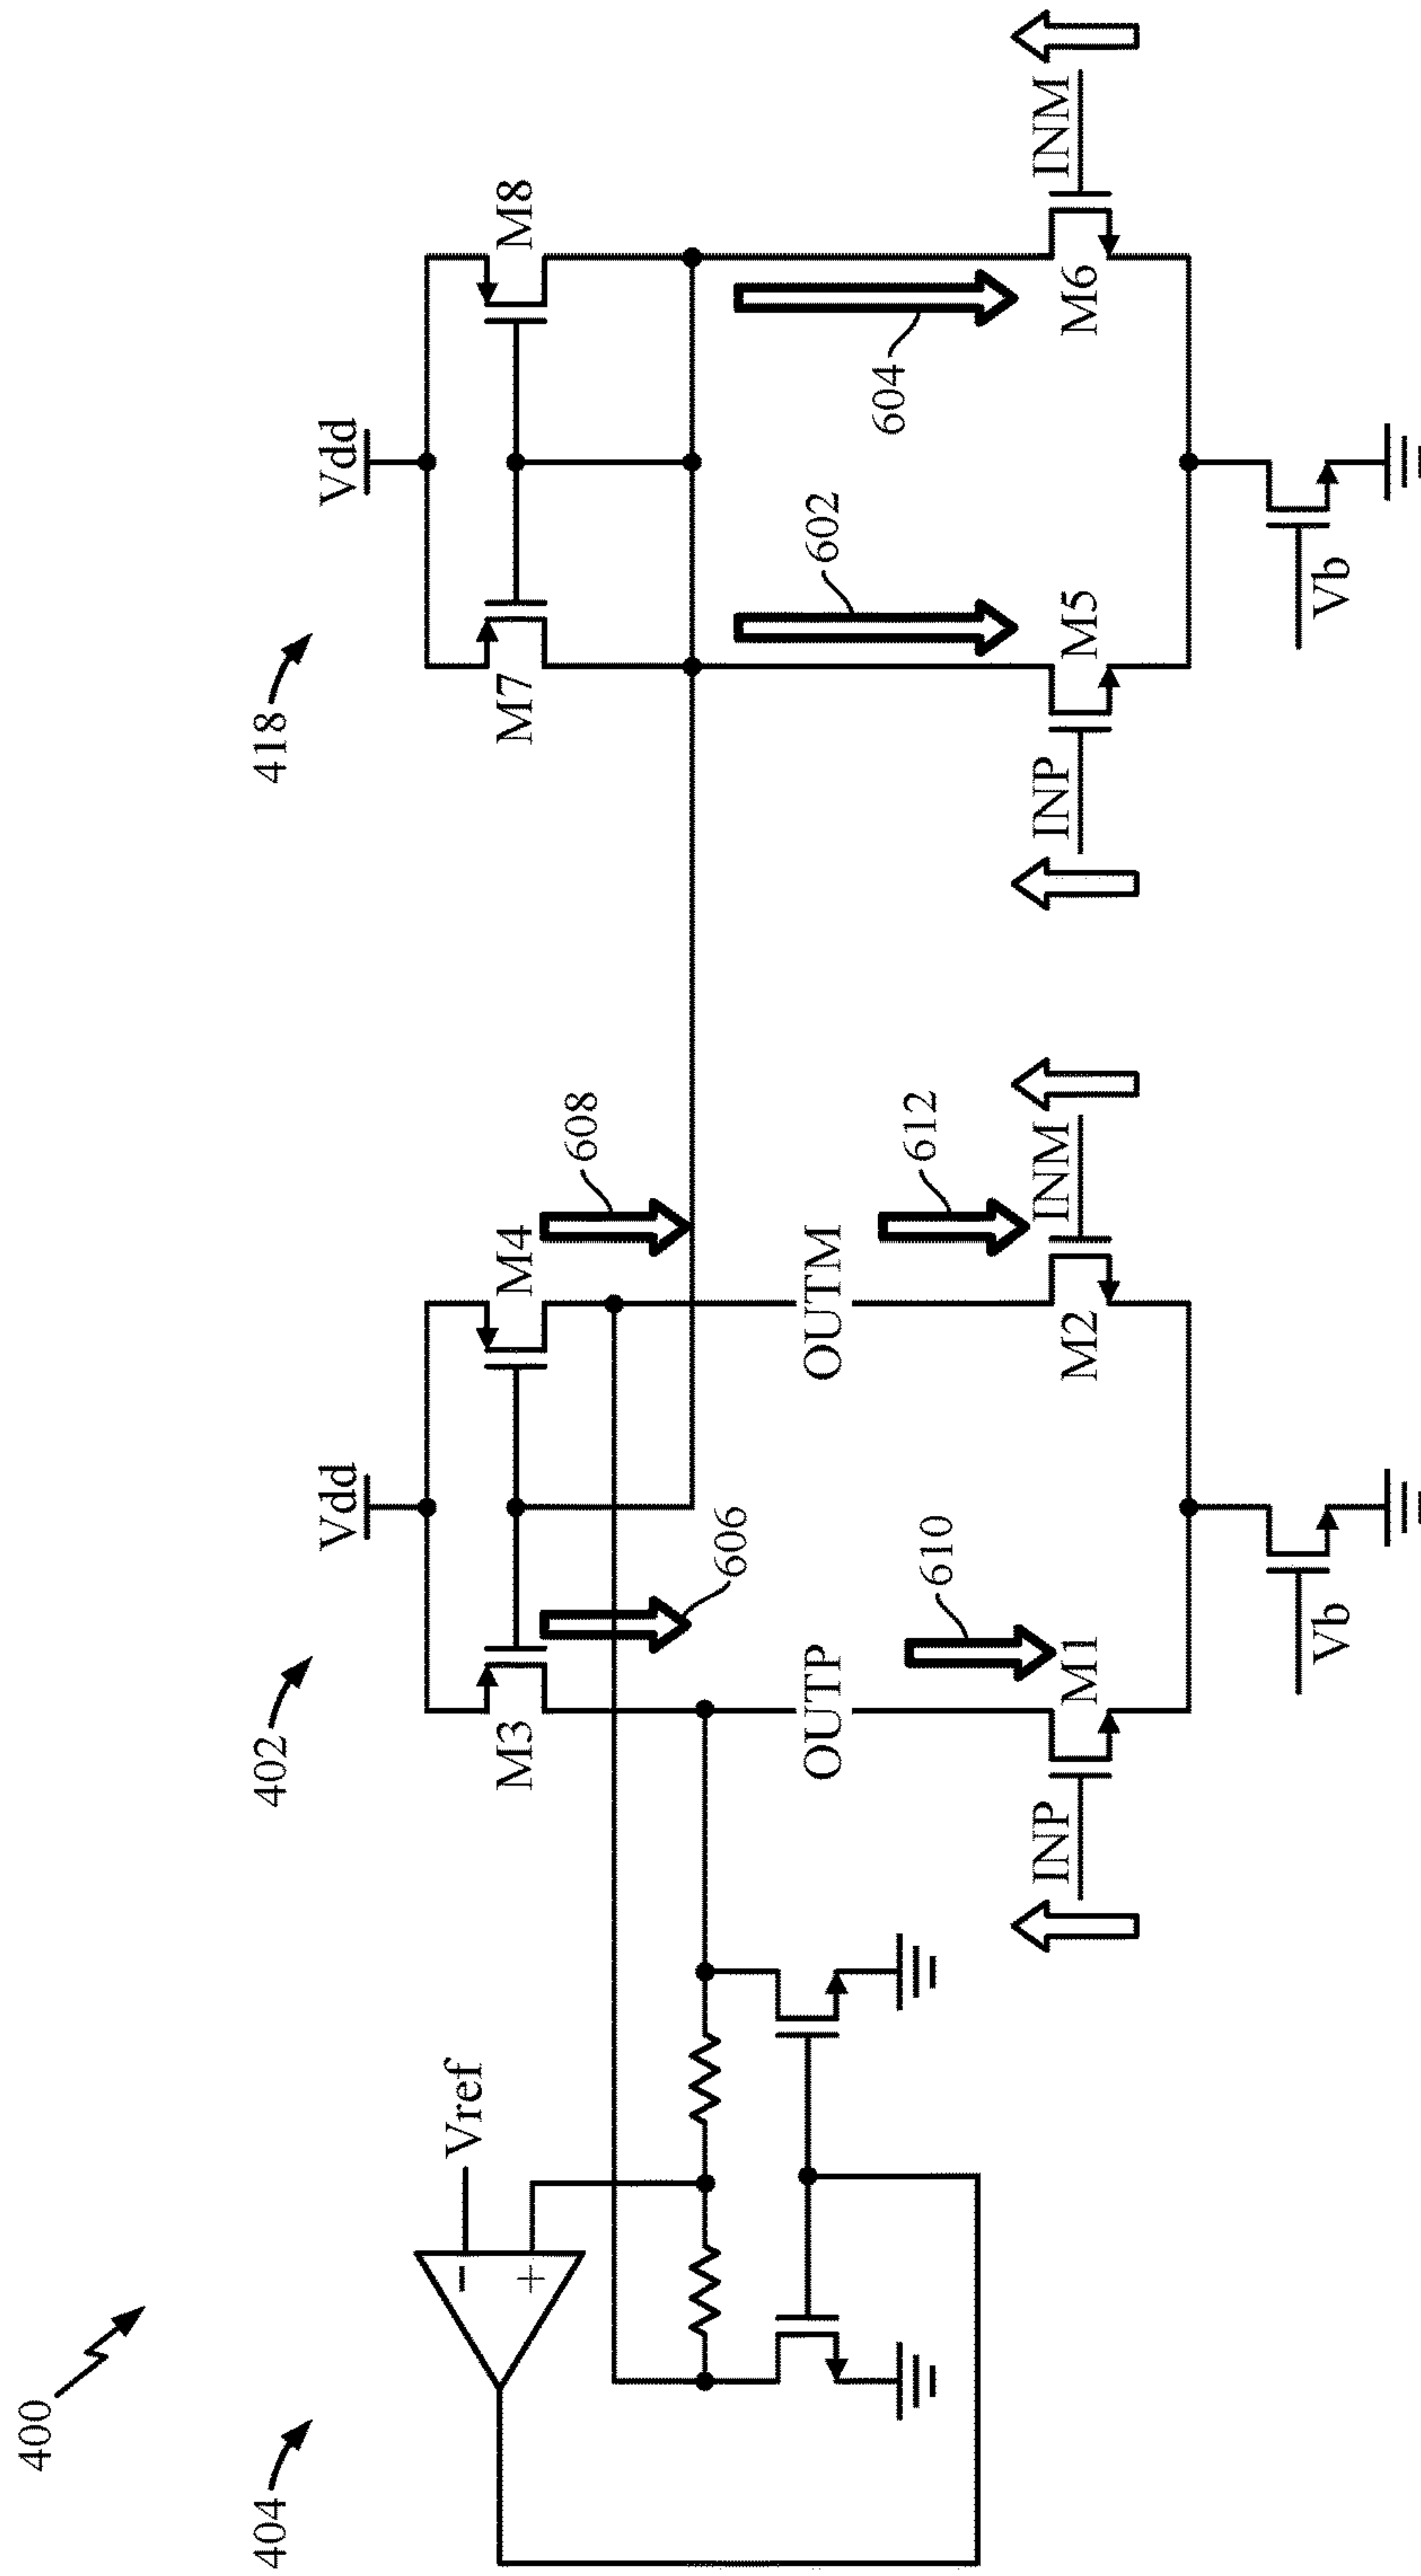 400
404
402
418
Vref
−
+
Vdd
Vdd
M3
M4
M7
M8
606
608
602
604
OUTP
OUTM
610
612
INP
M1
M2
INM
INP
M5
M6
INM
Vb
Vb